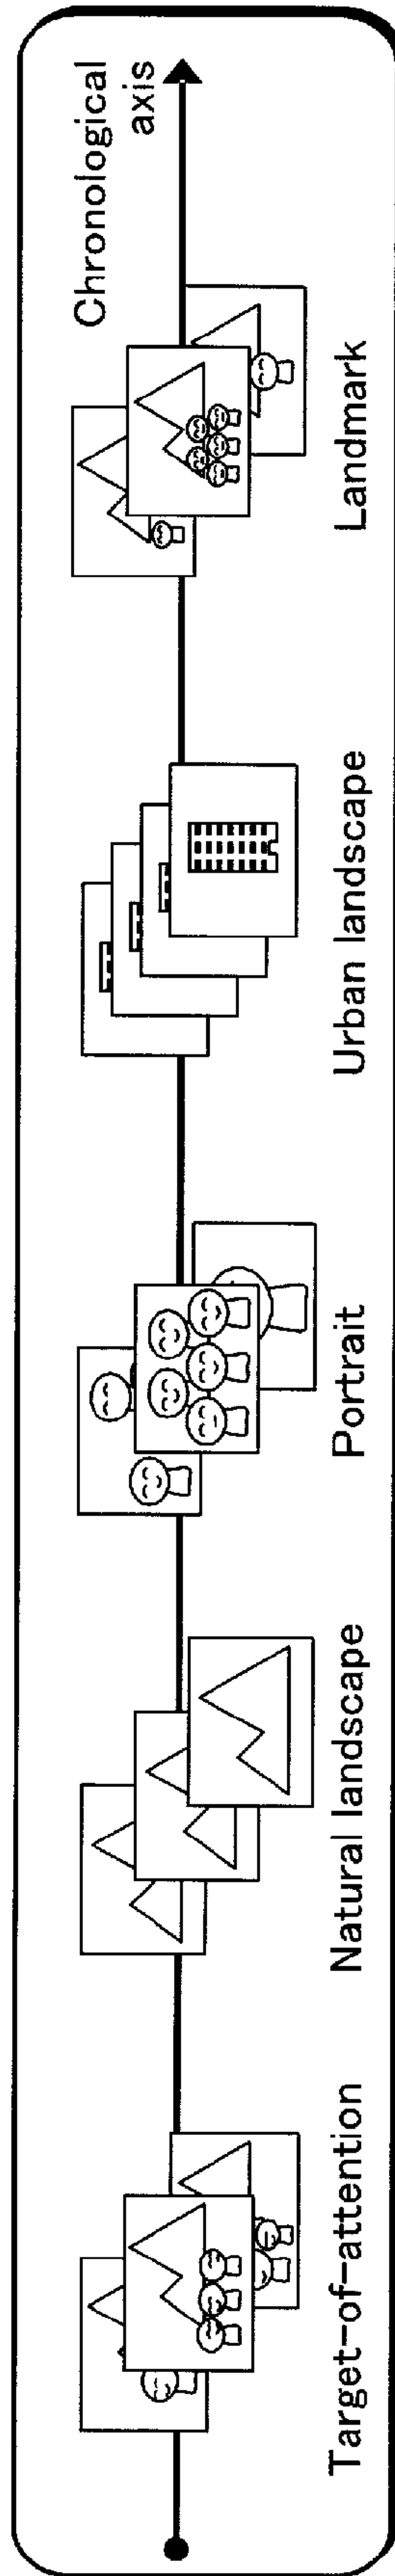 Chronological
axis
Target-of-attention
Natural landscape
Portrait
Urban landscape
Landmark